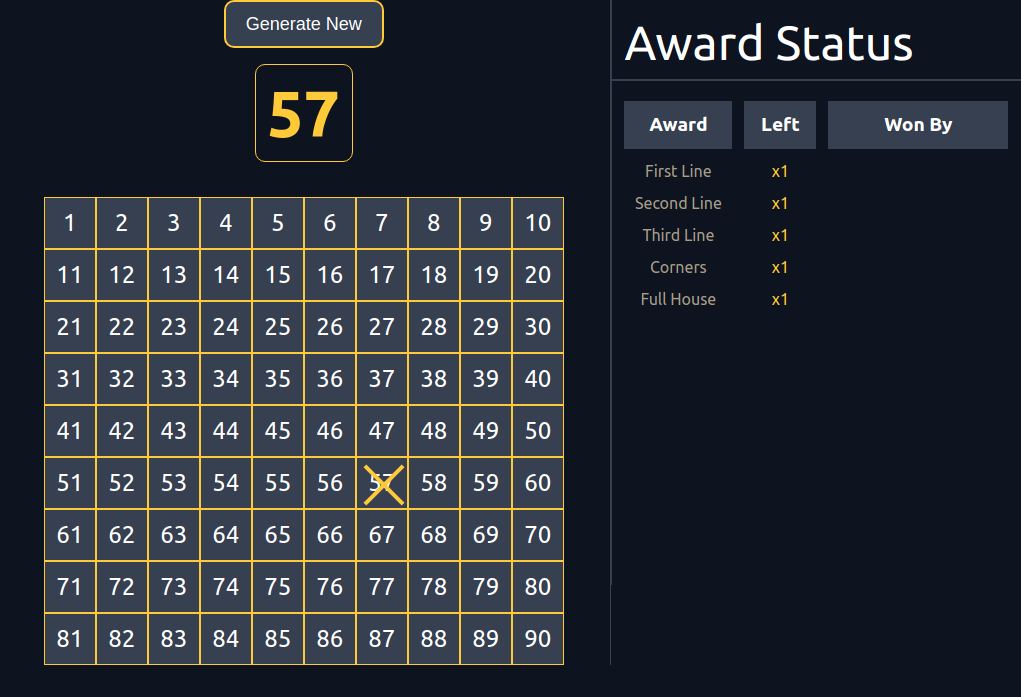 Generate New
57
1 2 3 4 5 6 7 8 9 10
11 12 13 14 15 16 17 18 19 20
21 22 23 24 25 26 27 28 29 30
31 32 33 34 35 36 37 38 39 40
41 42 43 44 45 46 47 48 49 50
51 52 53 54 55 56 57 58 59 60
61 62 63 64 65 66 67 68 69 70
71 72 73 74 75 76 77 78 79 80
81 82 83 84 85 86 87 88 89 90
Award Status
Award Left Won By
First Line x1
Second Line x1
Third Line x1
Corners x1
Full House x1